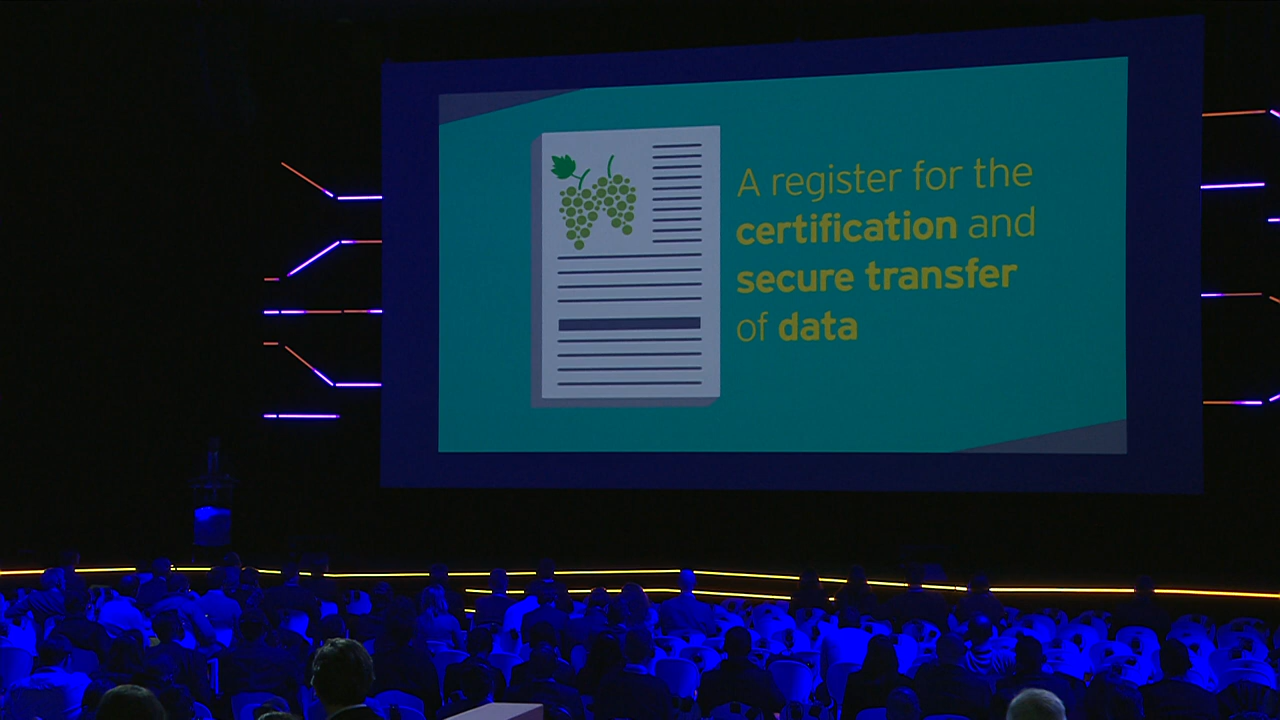 A register for the
certification and
secure transfer
of data